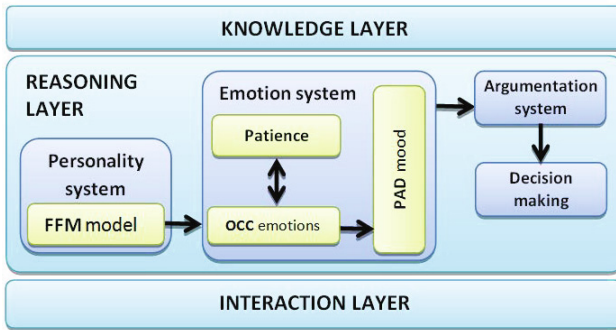 KNOWLEDGE LAYER
REASONING
LAYER
Personality
system
FFM model
Emotion system
Patience
OCC emotions
PAD mood
Argumentation
system
Decision
making
INTERACTION LAYER